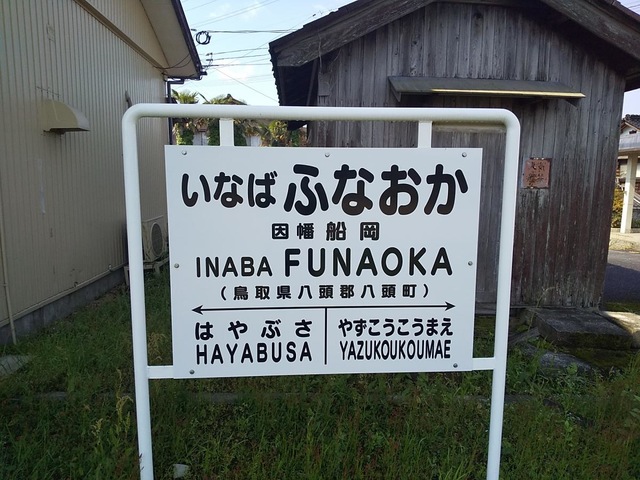 いなば ふなおか
因幡船岡
INABA FUNAOKA
(鳥取県八頭郡八頭町)
はやぶさ やずこうこうまえ
HAYABUSA YAZUKOUKOUMAE